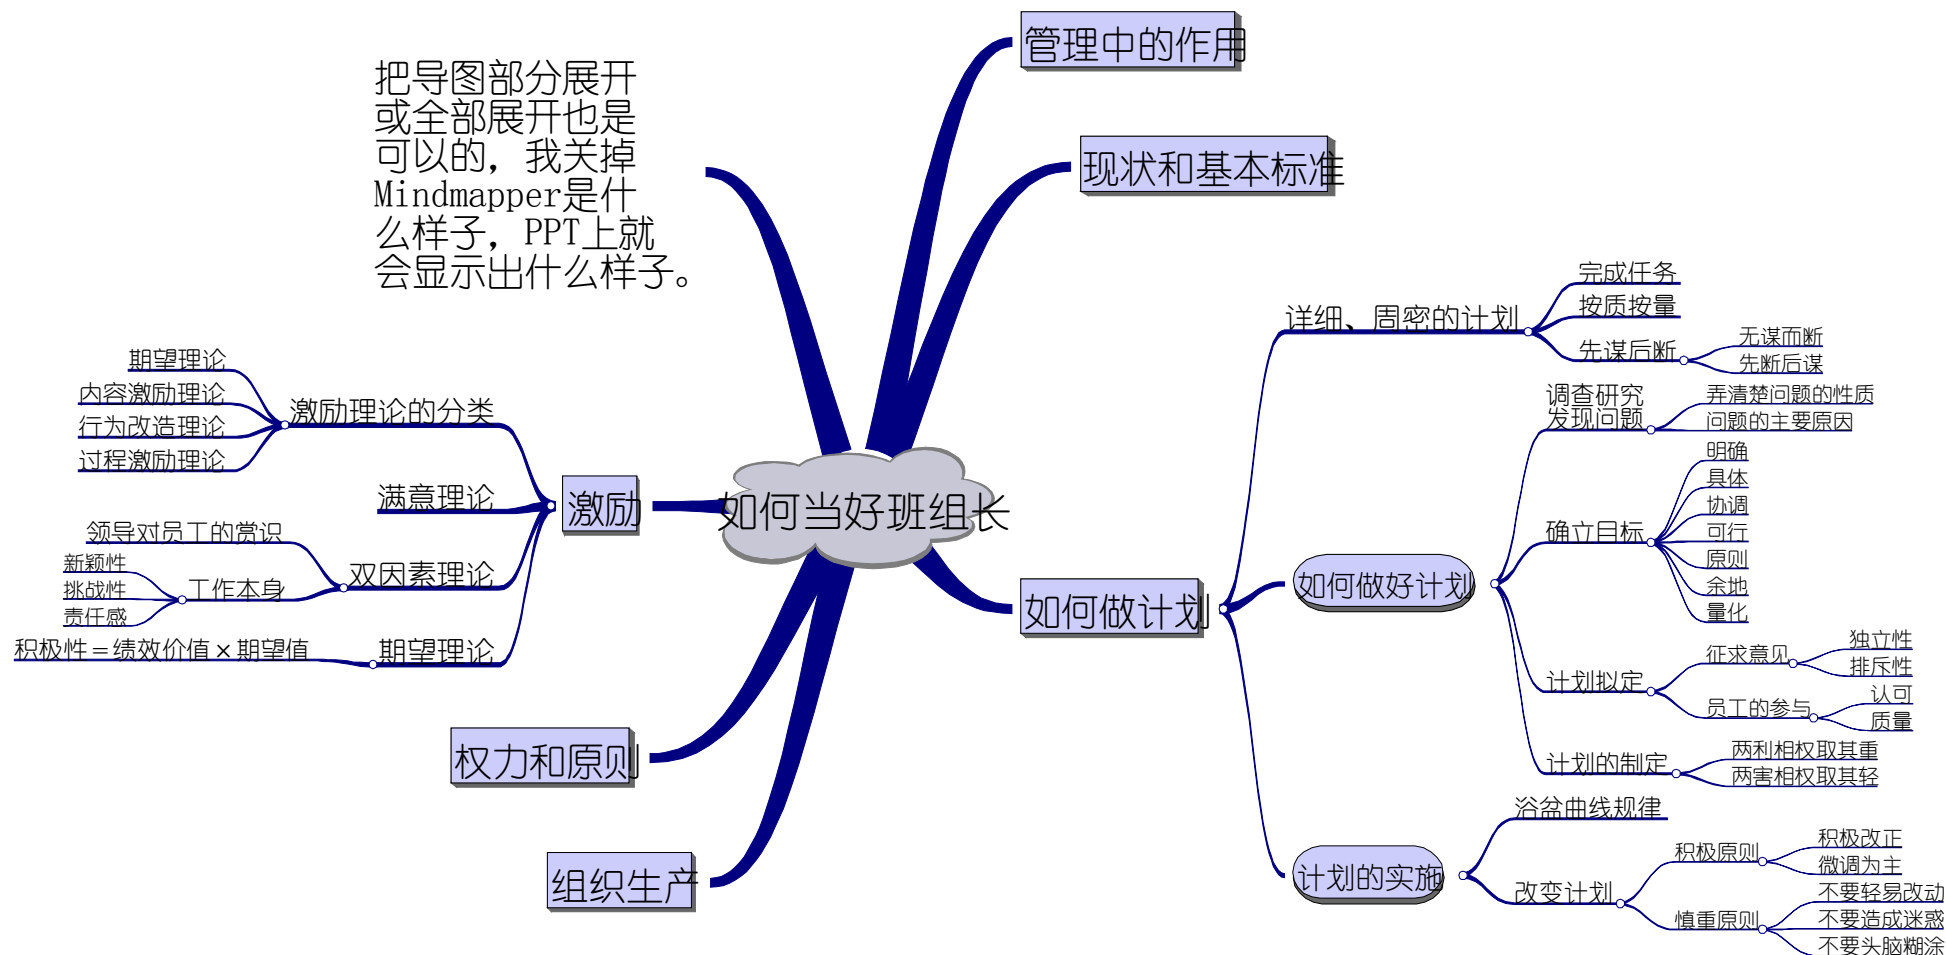 管理中的作用
把导图部分展开
或全部展开也是
可以的，我关掉
Mindmapper是什
么样子，PPT上就
会显示出什么样子。
现状和基本标准
如何当好班组长
激励
激励理论的分类
期望理论
内容激励理论
行为改造理论
过程激励理论
满意理论
双因素理论
领导对员工的赏识
工作本身
新颖性
挑战性
责任感
期望理论
积极性＝绩效价值×期望值
权力和原则
组织生产
如何做计划
详细、周密的计划
完成任务
按质按量
先谋后断
无谋而断
先断后谋
如何做好计划
调查研究
发现问题
弄清楚问题的性质
问题的主要原因
确立目标
明确
具体
协调
可行
原则
余地
量化
计划拟定
征求意见
独立性
排斥性
员工的参与
认可
质量
计划的制定
两利相权取其重
两害相权取其轻
计划的实施
浴盆曲线规律
改变计划
积极原则
积极改正
微调为主
慎重原则
不要轻易改动
不要造成迷惑
不要头脑糊涂